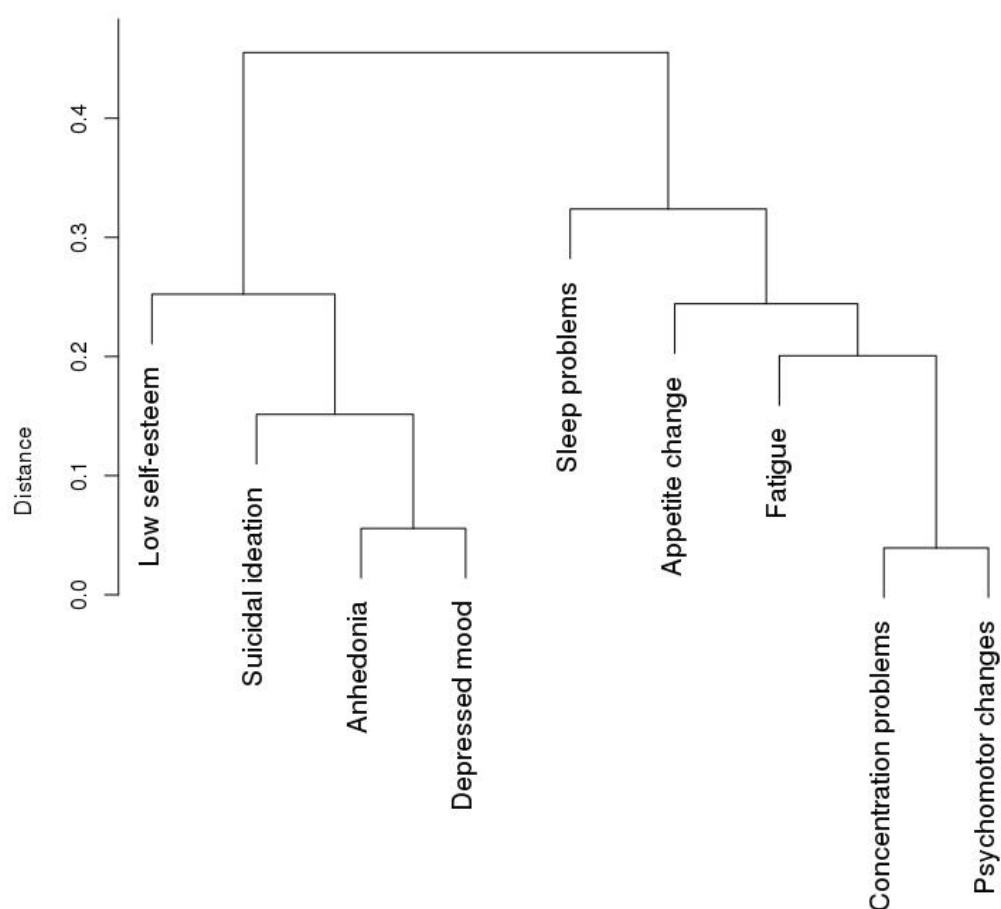 Distance
0.4
0.3
0.2
0.1
0.0
Low self-esteem
Suicidal ideation
Anhedonia
Depressed mood
Sleep problems
Appetite change
Fatigue
Concentration problems
Psychomotor changes